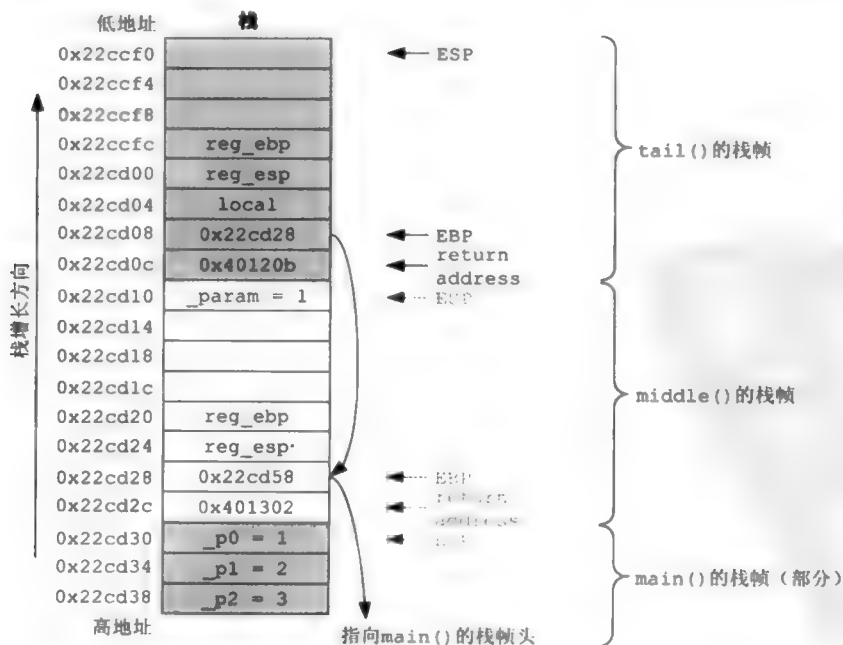 低地址 栈
0x22ccf0 ESP
0x22ccf4
0x22ccf8
0x22ccfc reg_ebp
0x22cd00 reg_esp
tail()的栈帧
0x22cd04 local
0x22cd08 0x22cd28 EBP
0x22cd0c 0x40120b return
address
0x22cd10 _param = 1 ESP
0x22cd14
0x22cd18
0x22cd1c
栈增长方向
middle()的栈帧
0x22cd20 reg_ebp
0x22cd24 reg_esp
0x22cd28 0x22cd58 EBP
0x22cd2c 0x401302 return
address
0x22cd30 _p0 = 1
0x22cd34 _p1 = 2
main()的栈帧(部分)
0x22cd38 _p2 = 3
高地址
指向main()的栈帧头